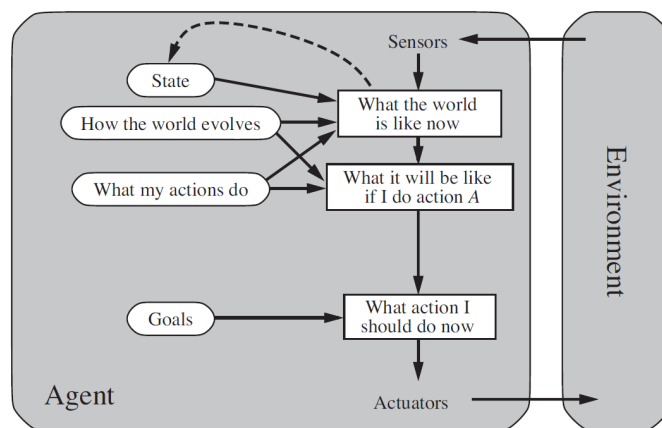 Sensors
State
What the world
is like now
How the world evolves
What my actions do
What it will be like
if I do action A
Goals
What action I
should do now
Agent
Actuators
Environment